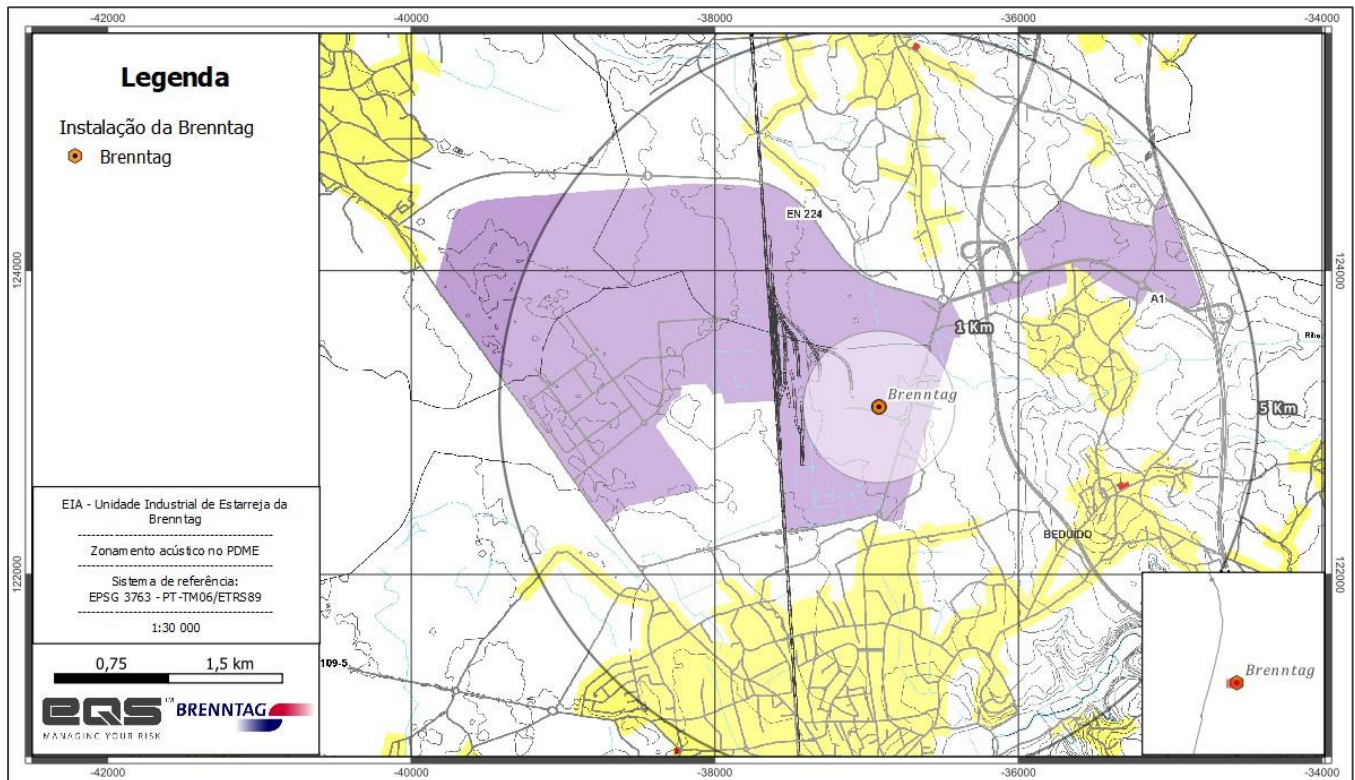 -42000 -40000 -38000 -36000 -34000
Legenda
Instalação da Brenntag
Brenntag
EN 224
124000
124000
A1
1 Km
Ribe
Brenntag
5 Km
EIA - Unidade Industrial de Estarreja da
Brenntag
Zonamento acústico no PDME
Sistema de referência:
EPSG 3763 - PT-TM06/ETRS89
1:30 000
BEDUÍDO
122000
122000
0,75 1,5 km
109-5
Brenntag
eQS™
MANAGING YOUR RISK
BRENNTAG
-42000 -40000 -38000 -36000 -34000